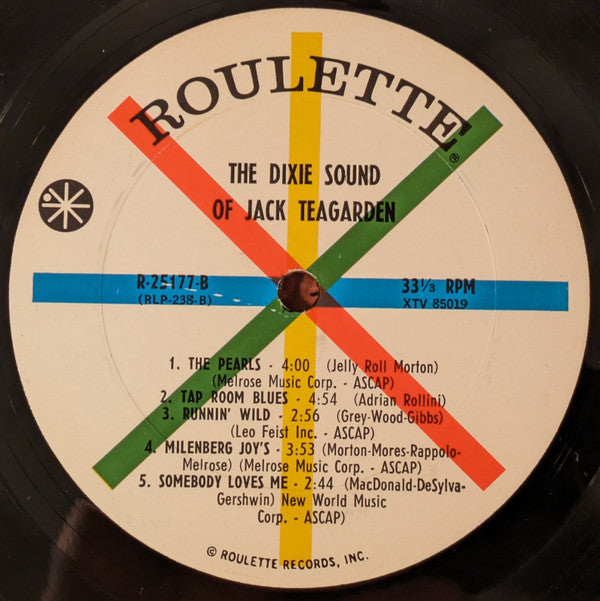 ROULETTE®
THE DIXIE SOUND
OF JACK TEAGARDEN
R-25177-B
(RLP-238-B)
33⅓ RPM
XTV 85019
1. THE PEARLS - 4:00 (Jelly Roll Morton)
(Melrose Music Corp. - ASCAP)
2. TAP ROOM BLUES - 4:54 (Adrian Rollini)
3. RUNNIN' WILD - 2:56 (Grey-Wood-Gibbs)
(Leo Feist Inc. - ASCAP)
4. MILENBERG JOY'S - 3:53 (Morton-Mores-Rappolo-
Melrose) (Melrose Music Corp. - ASCAP)
5. SOMEBODY LOVES ME - 2:44 (MacDonald-DeSylva-
Gershwin) New World Music
Corp. - ASCAP)
© ROULETTE RECORDS, INC.